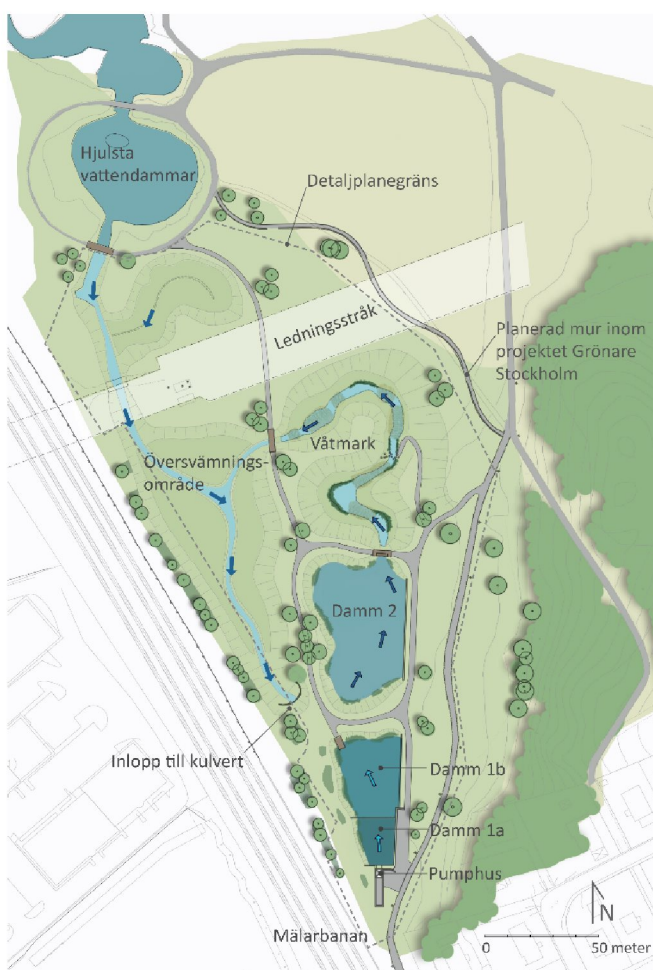 Hjulsta
vattendammar
Detaljplanegräns
Ledningsstråk
Planerad mur inom
projektet Grönare
Stockholm
Våtmark
Översvämnings-
område
Damm 2
Inlopp till kulvert
Damm 1b
Damm 1a
Pumphus
Mälarbanan
N
0
50 meter